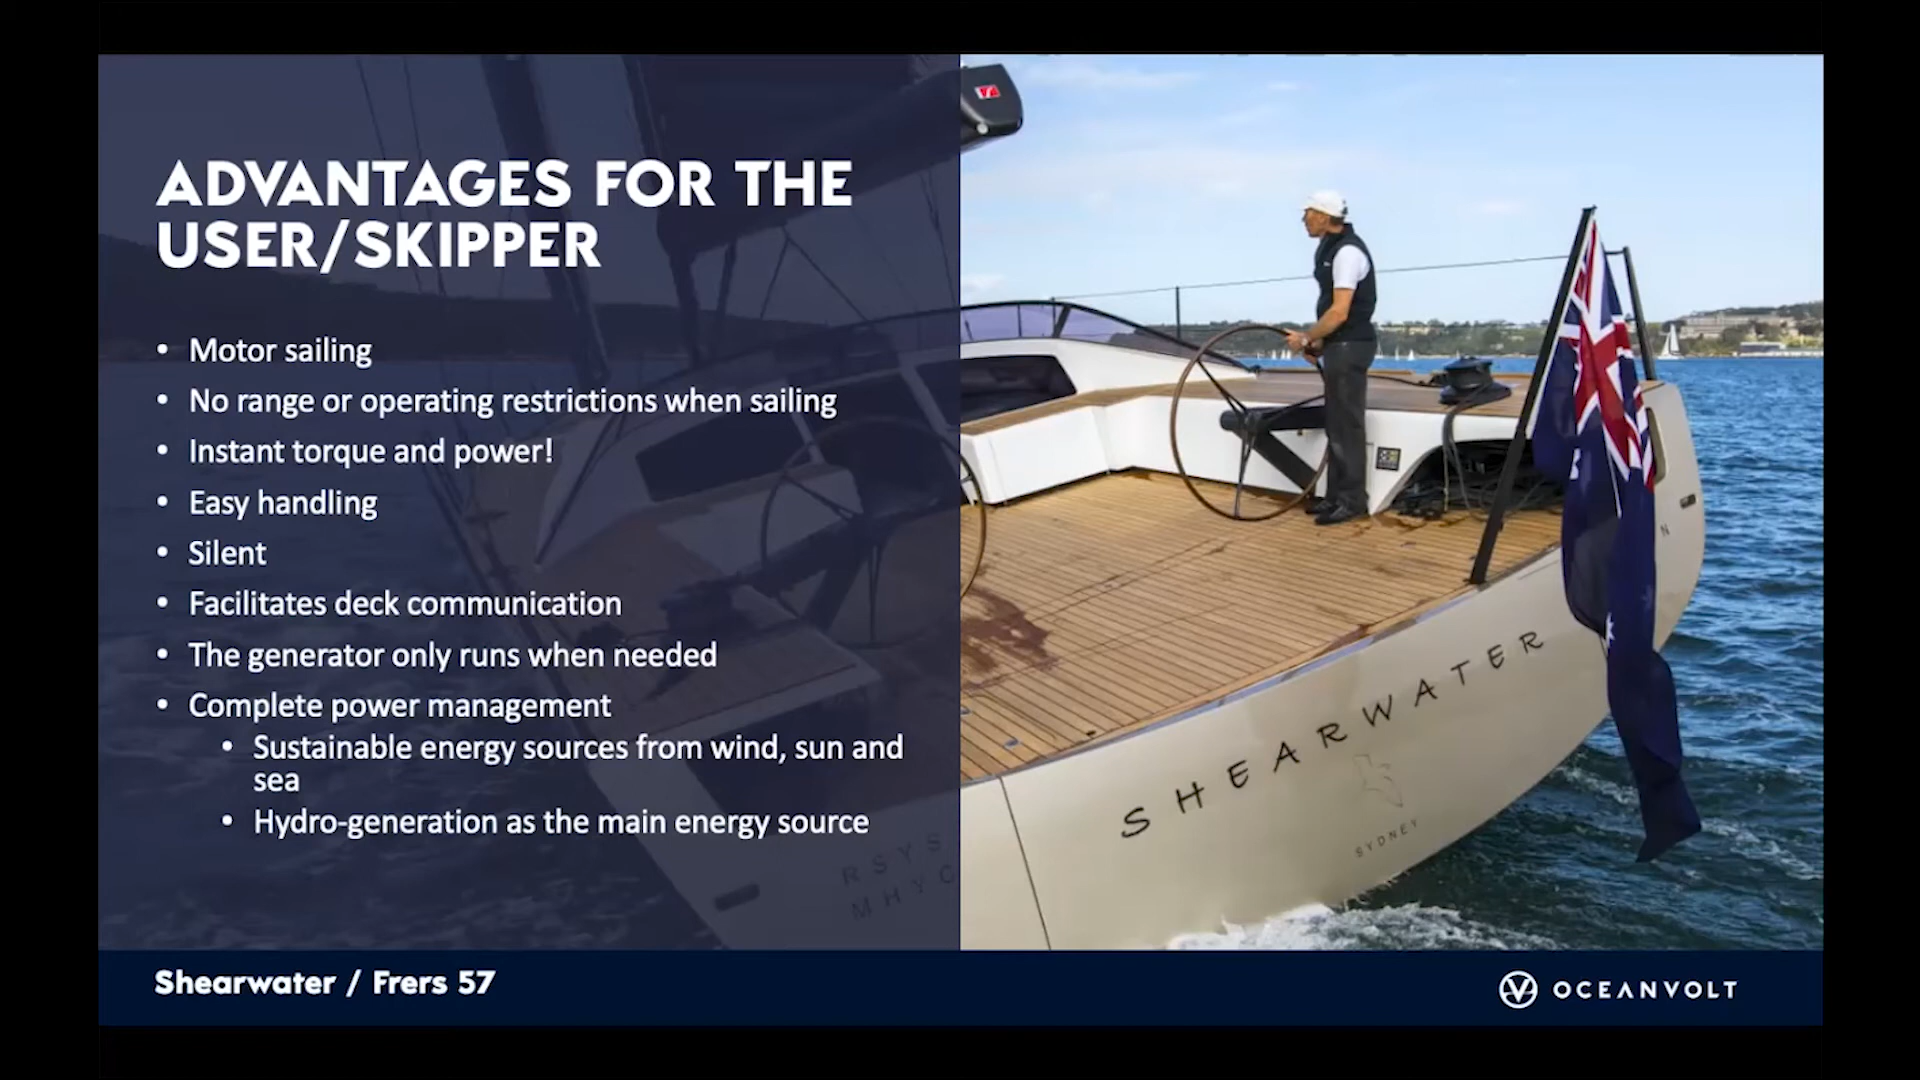 ADVANTAGES FOR THE
USER/SKIPPER
• Motor sailing
• No range or operating restrictions when sailing
• Instant torque and power!
• Easy handling
• Silent
• Facilitates deck communication
• The generator only runs when needed
• Complete power management
• Sustainable energy sources from wind, sun and
sea
• Hydro-generation as the main energy source
RSYS
MHYC
SHEARWATER
SYDNEY
N
Shearwater / Frers 57
OCEANVOLT